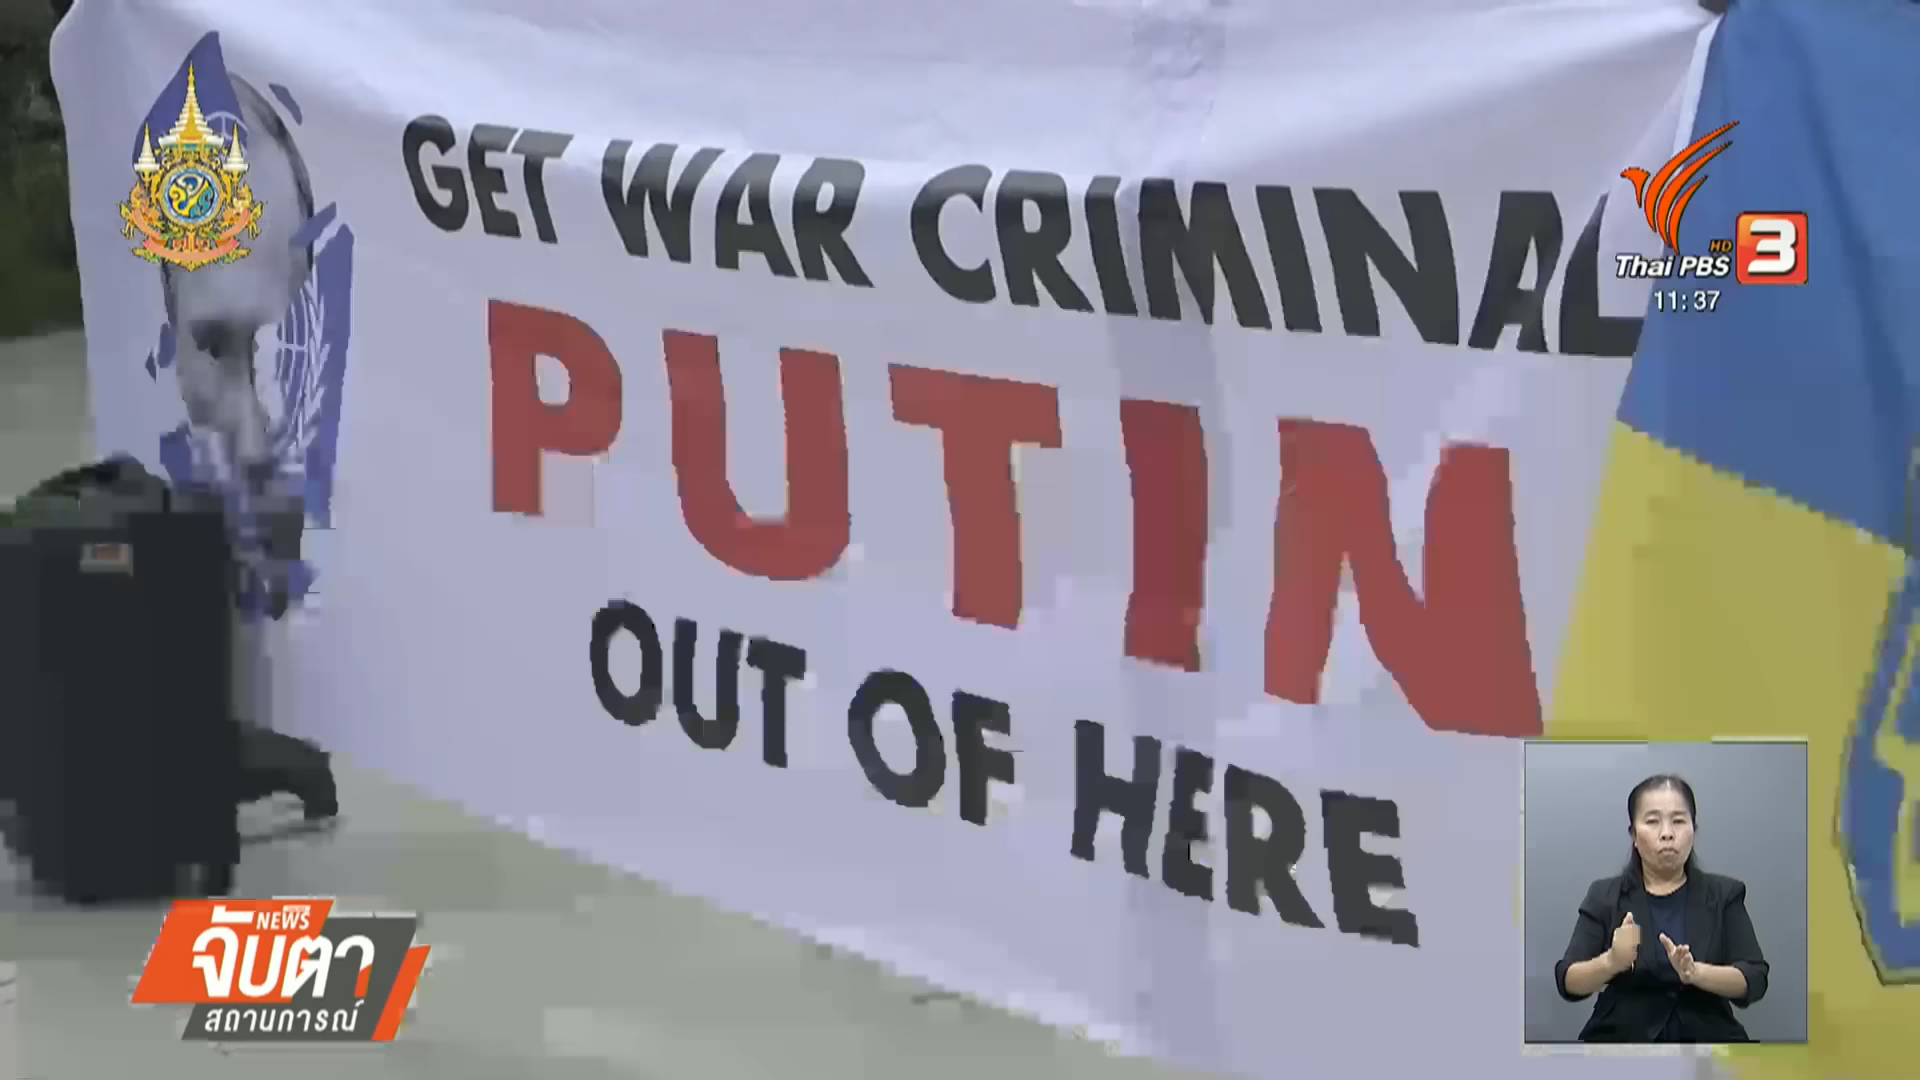 GET WAR CRIMINAL
PUTIN
OUT OF HERE
HD
Thai PBS 3
11:37
NEWS
จับตา
สถานการณ์